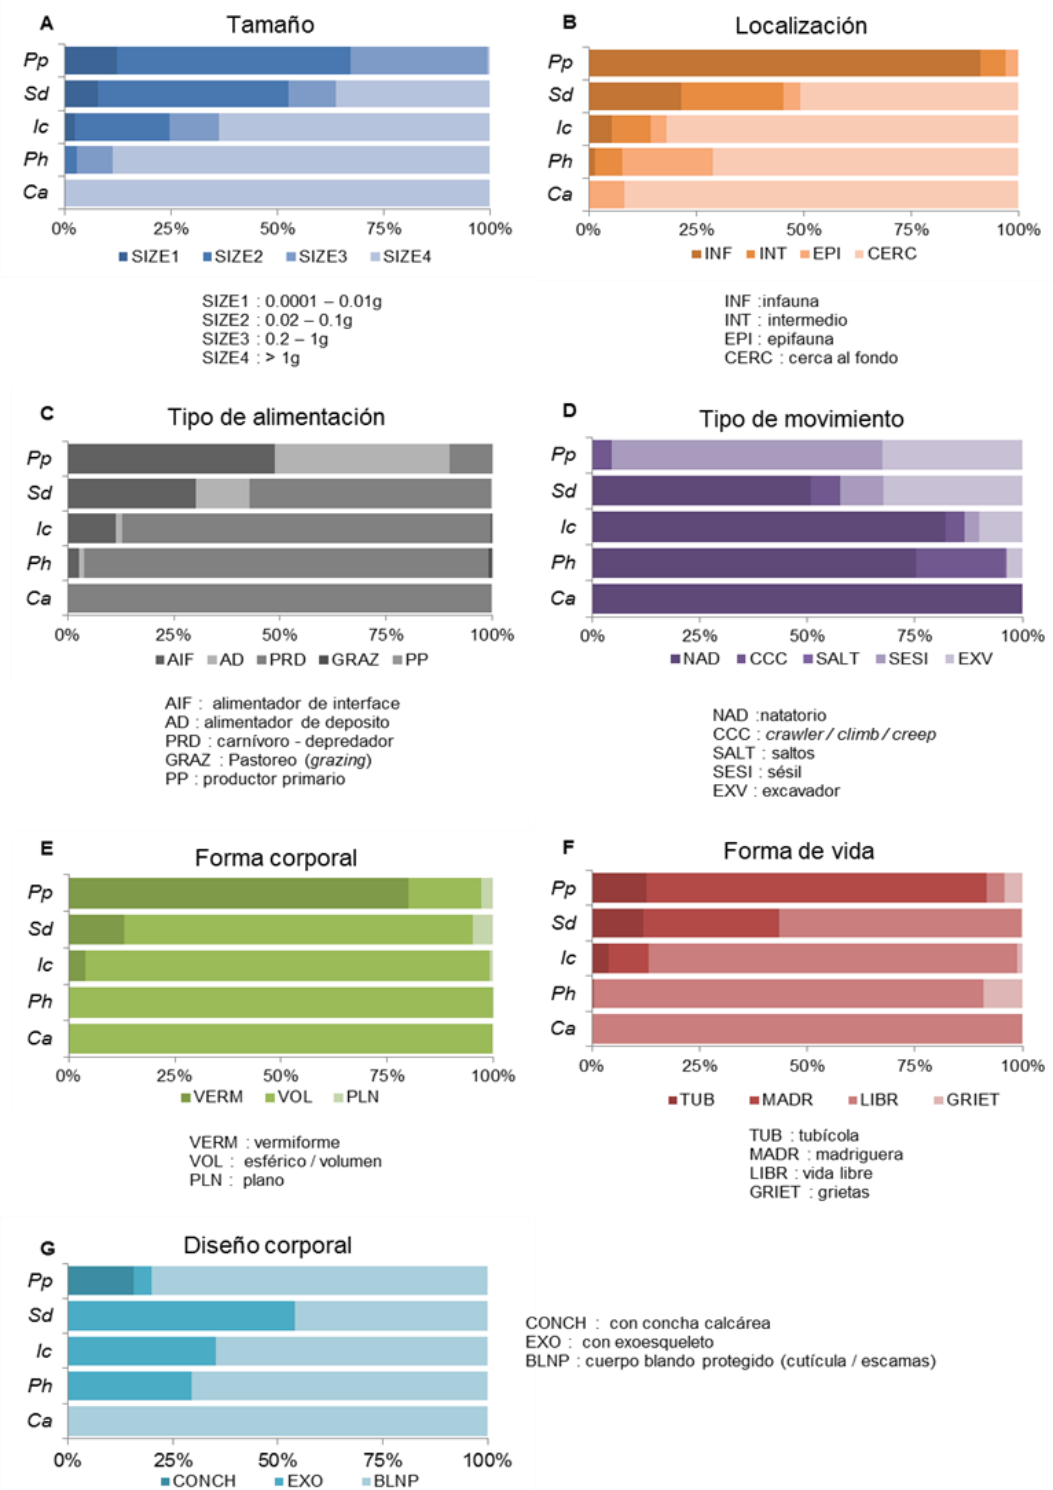 A
Tamaño
Pp
Sd
Ic
Ph
Ca
0% 25% 50% 75% 100%
SIZE1 SIZE2 SIZE3 SIZE4
SIZE1 : 0.0001 – 0.01g
SIZE2 : 0.02 – 0.1g
SIZE3 : 0.2 – 1g
SIZE4 : > 1g
B
Localización
Pp
Sd
Ic
Ph
Ca
0% 25% 50% 75% 100%
INF INT EPI CERC
INF :infauna
INT : intermedio
EPI : epifauna
CERC : cerca al fondo
C
Tipo de alimentación
Pp
Sd
Ic
Ph
Ca
0% 25% 50% 75% 100%
AIF AD PRD GRAZ PP
AIF : alimentador de interface
AD : alimentador de deposito
PRD : carnívoro - depredador
GRAZ : Pastoreo (grazing)
PP : productor primario
D
Tipo de movimiento
Pp
Sd
Ic
Ph
Ca
0% 25% 50% 75% 100%
NAD CCC SALT SESI EXV
NAD :natatorio
CCC : crawler / climb / creep
SALT : saltos
SESI : sésil
EXV : excavador
E
Forma corporal
Pp
Sd
Ic
Ph
Ca
0% 25% 50% 75% 100%
VERM VOL PLN
VERM : vermiforme
VOL : esférico / volumen
PLN : plano
F
Forma de vida
Pp
Sd
Ic
Ph
Ca
0% 25% 50% 75% 100%
TUB MADR LIBR GRIET
TUB : tubícola
MADR : madriguera
LIBR : vida libre
GRIET : grietas
G
Diseño corporal
Pp
Sd
Ic
Ph
Ca
0% 25% 50% 75% 100%
CONCH EXO BLNP
CONCH : con concha calcárea
EXO : con exoesqueleto
BLNP : cuerpo blando protegido (cutícula / escamas)